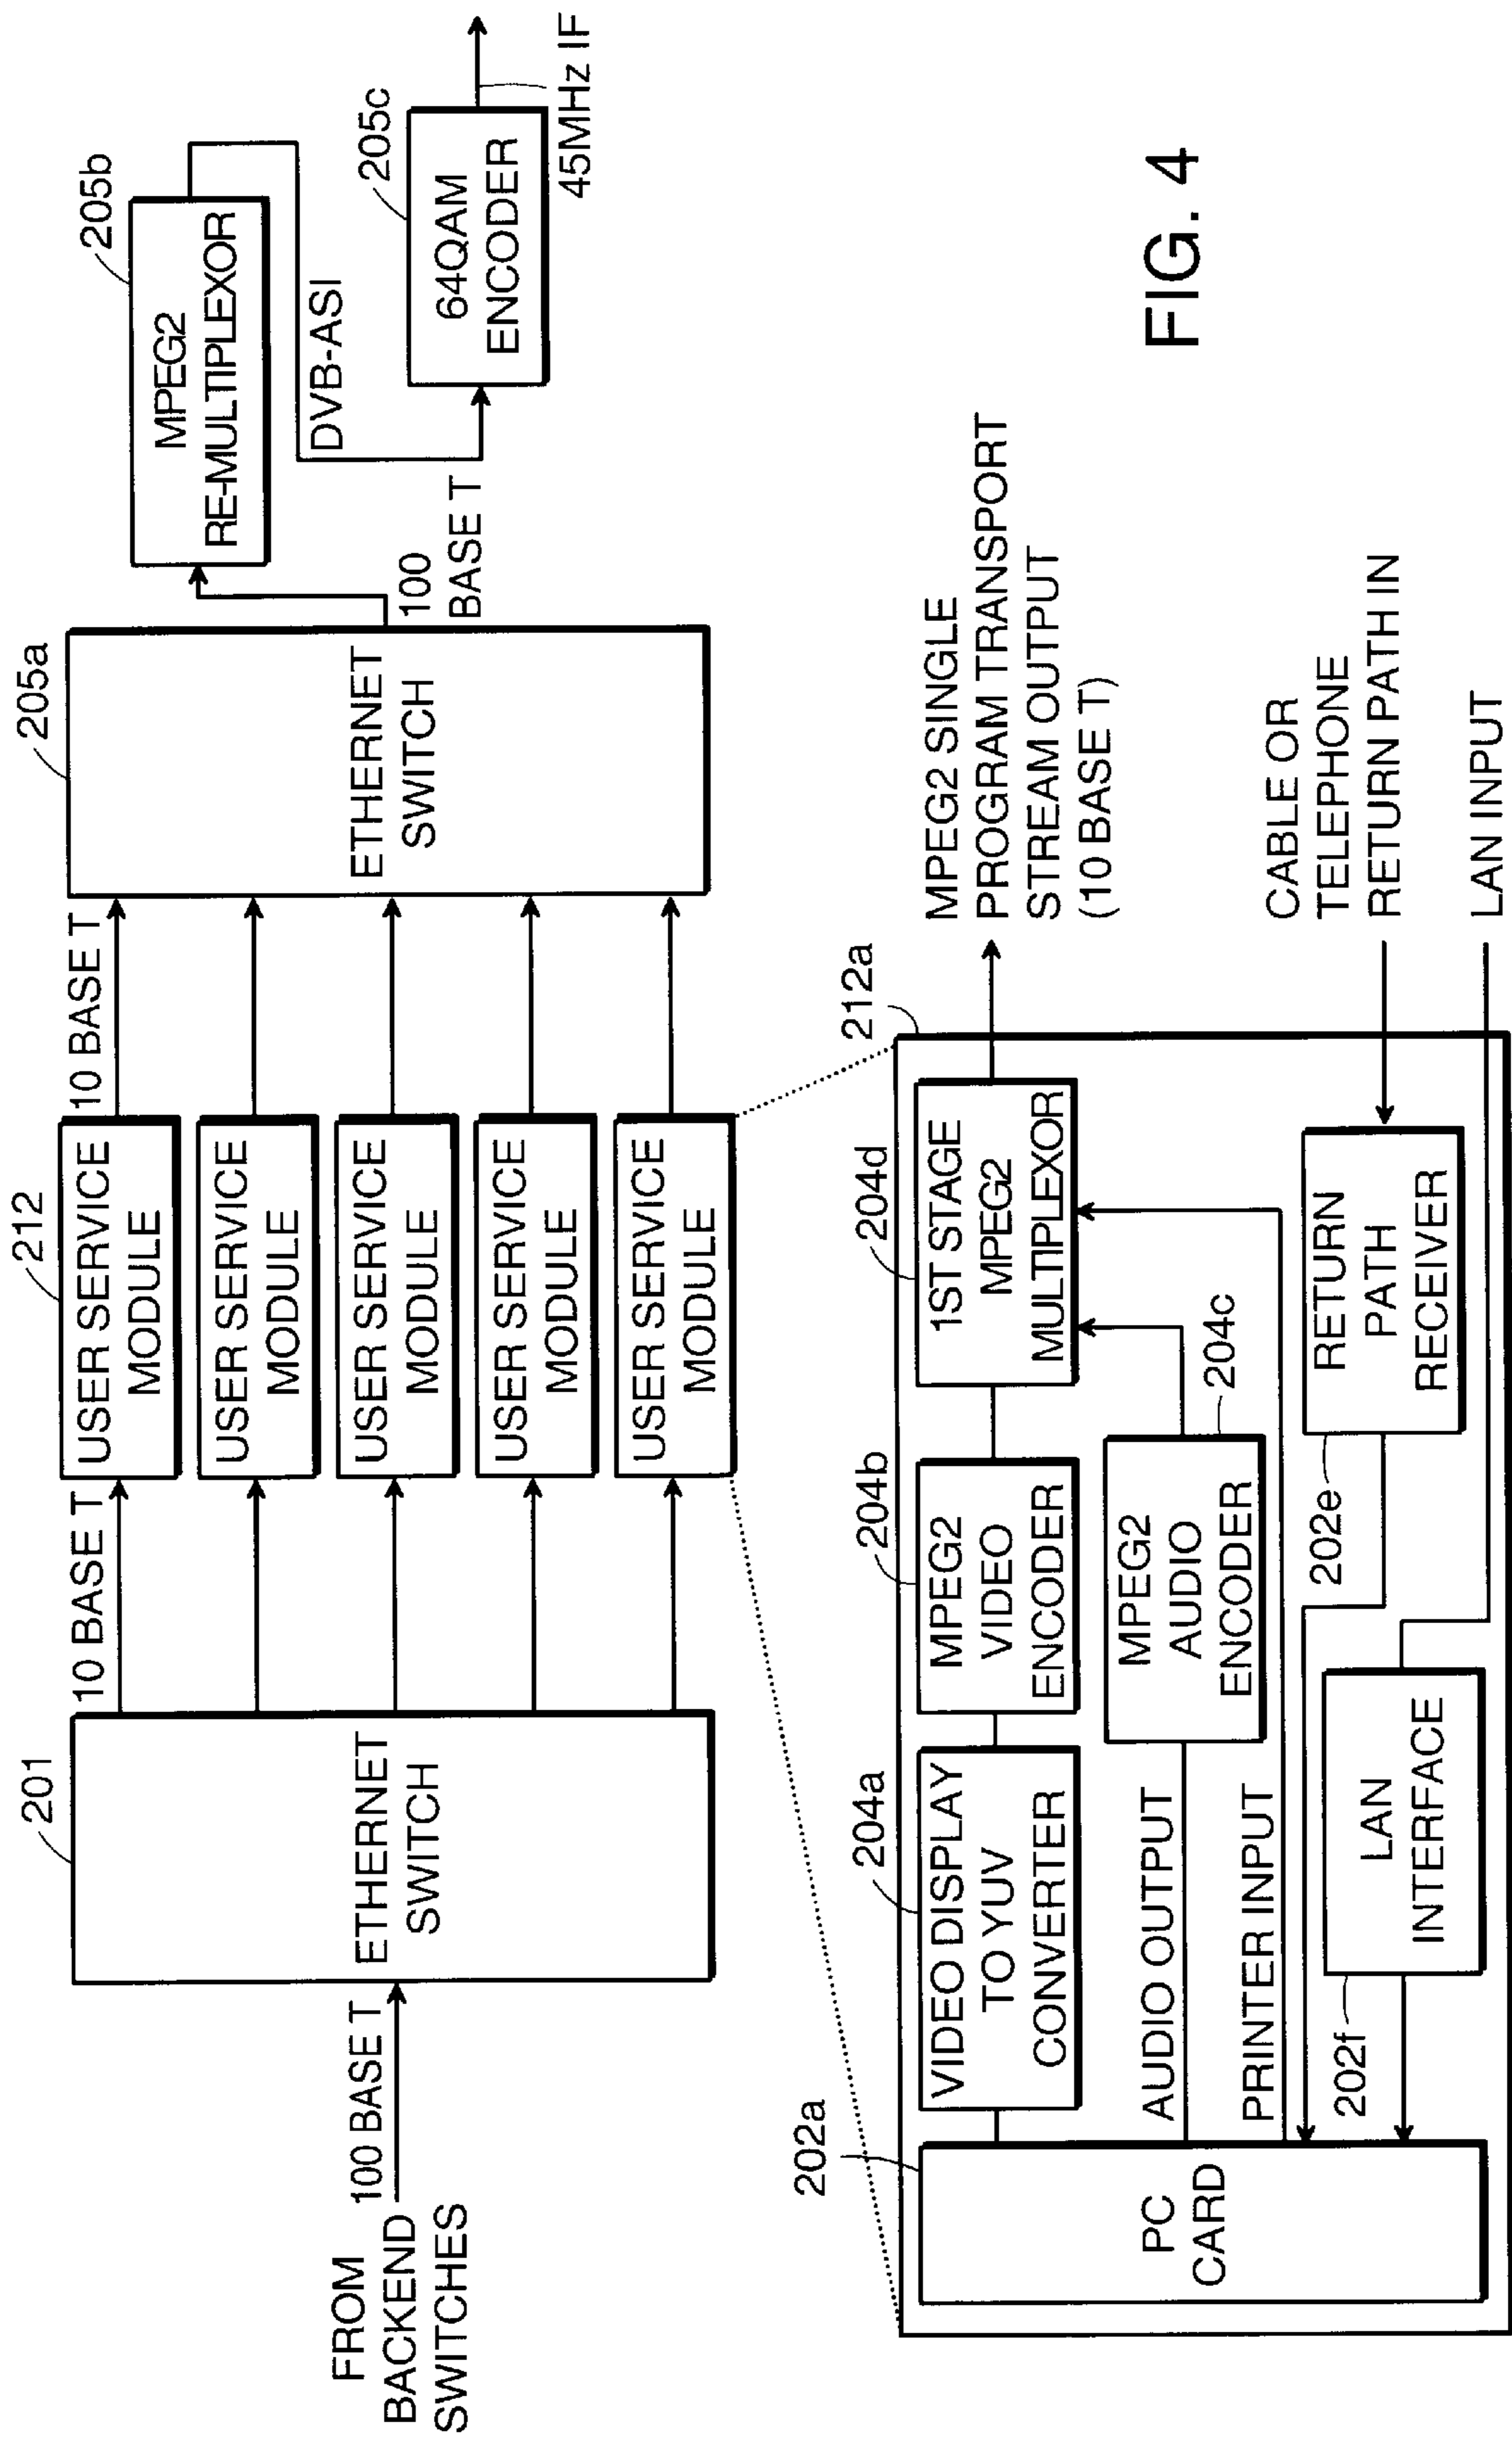 FROM
BACKEND
SWITCHES
100 BASE T
201
ETHERNET
SWITCH
10 BASE T
212
USER SERVICE
MODULE
USER SERVICE
MODULE
USER SERVICE
MODULE
USER SERVICE
MODULE
USER SERVICE
MODULE
10 BASE T
205a
ETHERNET
SWITCH
100
BASE T
205b
MPEG2
RE-MULTIPLEXOR
DVB-ASI
205c
64QAM
ENCODER
45MHz IF
202a
PC
CARD
204a
VIDEO DISPLAY
TO YUV
CONVERTER
204b
MPEG2
VIDEO
ENCODER
204d
1ST STAGE
MPEG2
MULTIPLEXOR
212a
MPEG2 SINGLE
PROGRAM TRANSPORT
STREAM OUTPUT
(10 BASE T)
AUDIO OUTPUT
MPEG2
AUDIO
ENCODER
204c
PRINTER INPUT
202e
RETURN
PATH
RECEIVER
CABLE OR
TELEPHONE
RETURN PATH IN
202f
LAN
INTERFACE
LAN INPUT
FIG. 4